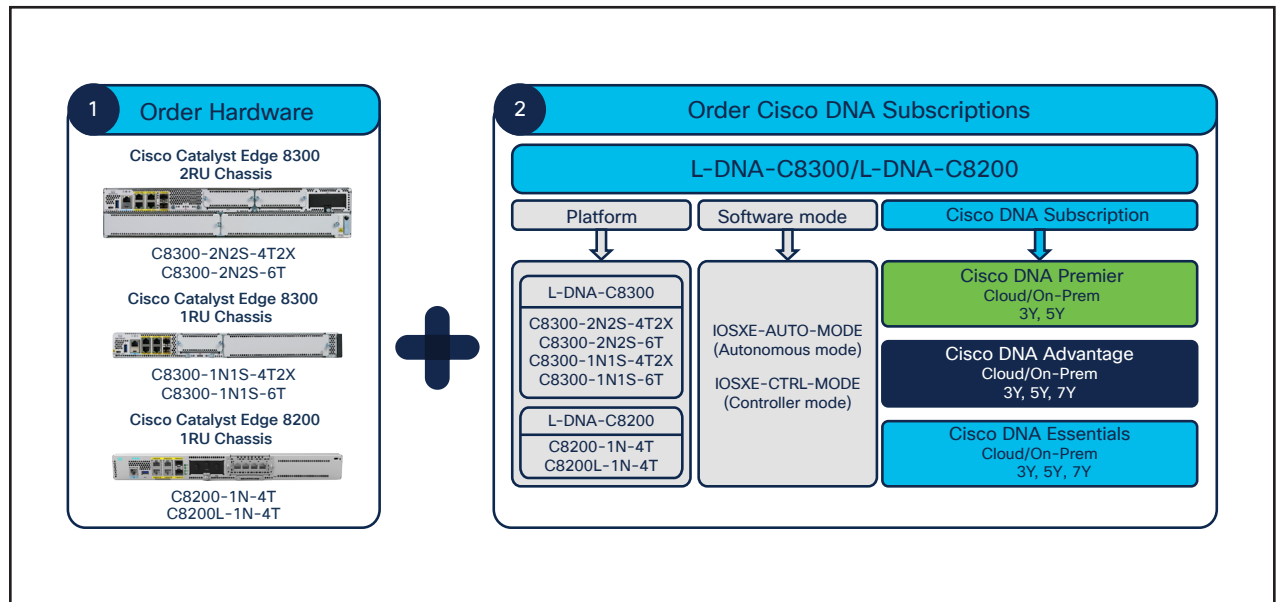 1
Order Hardware
Cisco Catalyst Edge 8300
2RU Chassis
C8300-2N2S-4T2X
C8300-2N2S-6T
Cisco Catalyst Edge 8300
1RU Chassis
C8300-1N1S-4T2X
C8300-1N1S-6T
Cisco Catalyst Edge 8200
1RU Chassis
C8200-1N-4T
C8200L-1N-4T
2
Order Cisco DNA Subscriptions
L-DNA-C8300/L-DNA-C8200
Platform
L-DNA-C8300
C8300-2N2S-4T2X
C8300-2N2S-6T
C8300-1N1S-4T2X
C8300-1N1S-6T
L-DNA-C8200
C8200-1N-4T
C8200L-1N-4T
Software mode
IOSXE-AUTO-MODE
(Autonomous mode)
IOSXE-CTRL-MODE
(Controller mode)
Cisco DNA Subscription
Cisco DNA Premier
Cloud/On-Prem
3Y, 5Y
Cisco DNA Advantage
Cloud/On-Prem
3Y, 5Y, 7Y
Cisco DNA Essentials
Cloud/On-Prem
3Y, 5Y, 7Y